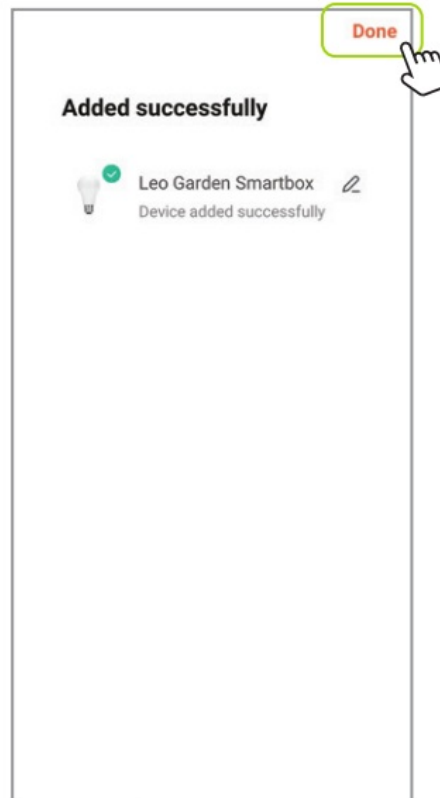 Done
Added successfully
Leo Garden Smartbox
Device added successfully